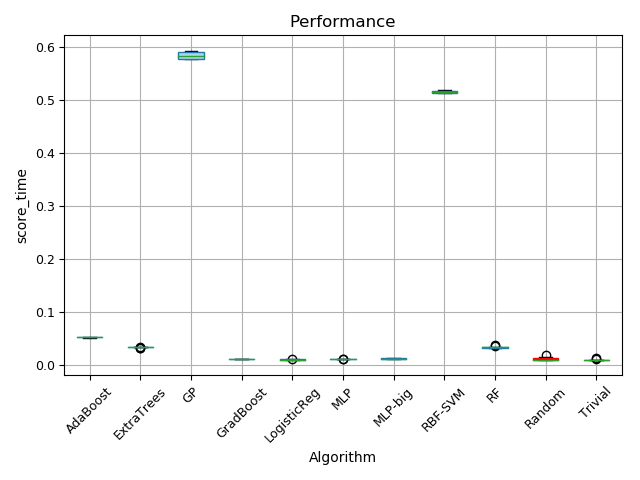 Performance
score_time
0.6
0.5
0.4
0.3
0.2
0.1
0.0
AdaBoost
ExtraTrees
GP
GradBoost
LogisticReg
MLP
MLP-big
RBF-SVM
RF
Random
Trivial
Algorithm